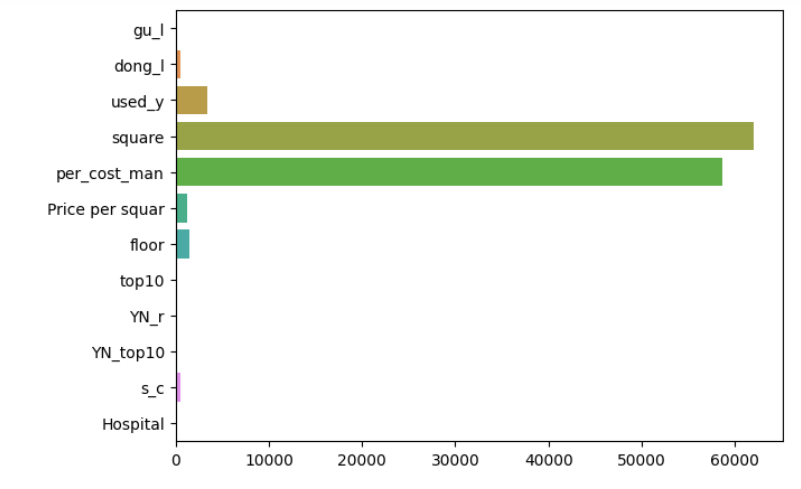 gu_l
dong_l
used_y
square
per_cost_man
Price per squar
floor
top10
YN_r
YN_top10
s_c
Hospital
0 10000 20000 30000 40000 50000 60000